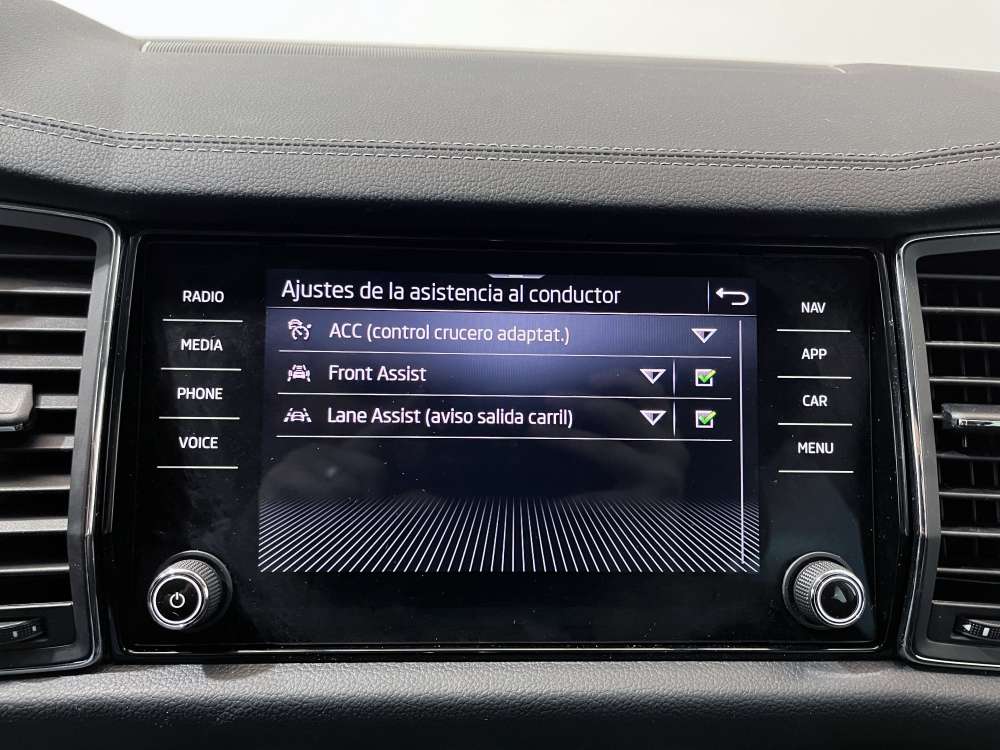 Ajustes de la asistencia al conductor
ACC (control crucero adaptat.)
Front Assist
Lane Assist (aviso salida carril)
RADIO
MEDIA
PHONE
VOICE
NAV
APP
CAR
MENU